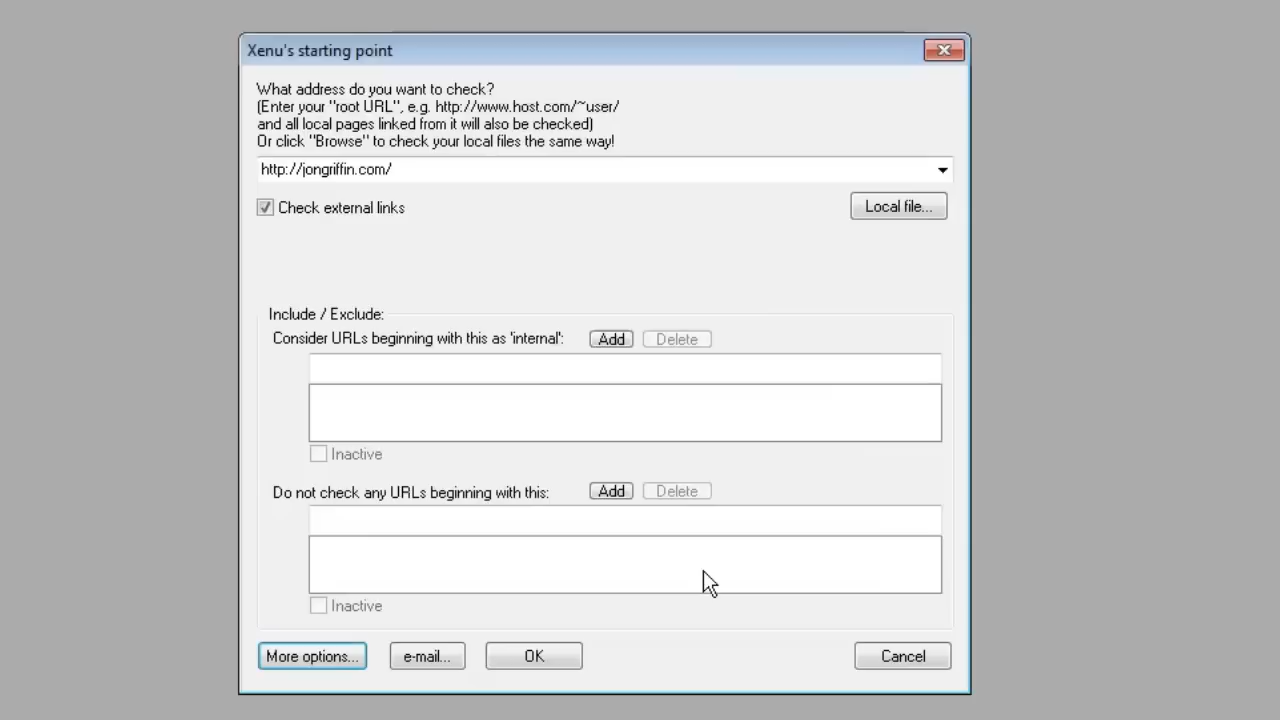 Xenu's starting point
What address do you want to check?
(Enter your "root URL", e.g. http://www.host.com/~user/
and all local pages linked from it will also be checked)
Or click "Browse" to check your local files the same way!
http://jongriffin.com/
Check external links
Local file...
Include / Exclude:
Consider URLs beginning with this as 'internal': Add Delete
Inactive
Do not check any URLs beginning with this: Add Delete
Inactive
More options... e-mail... OK Cancel